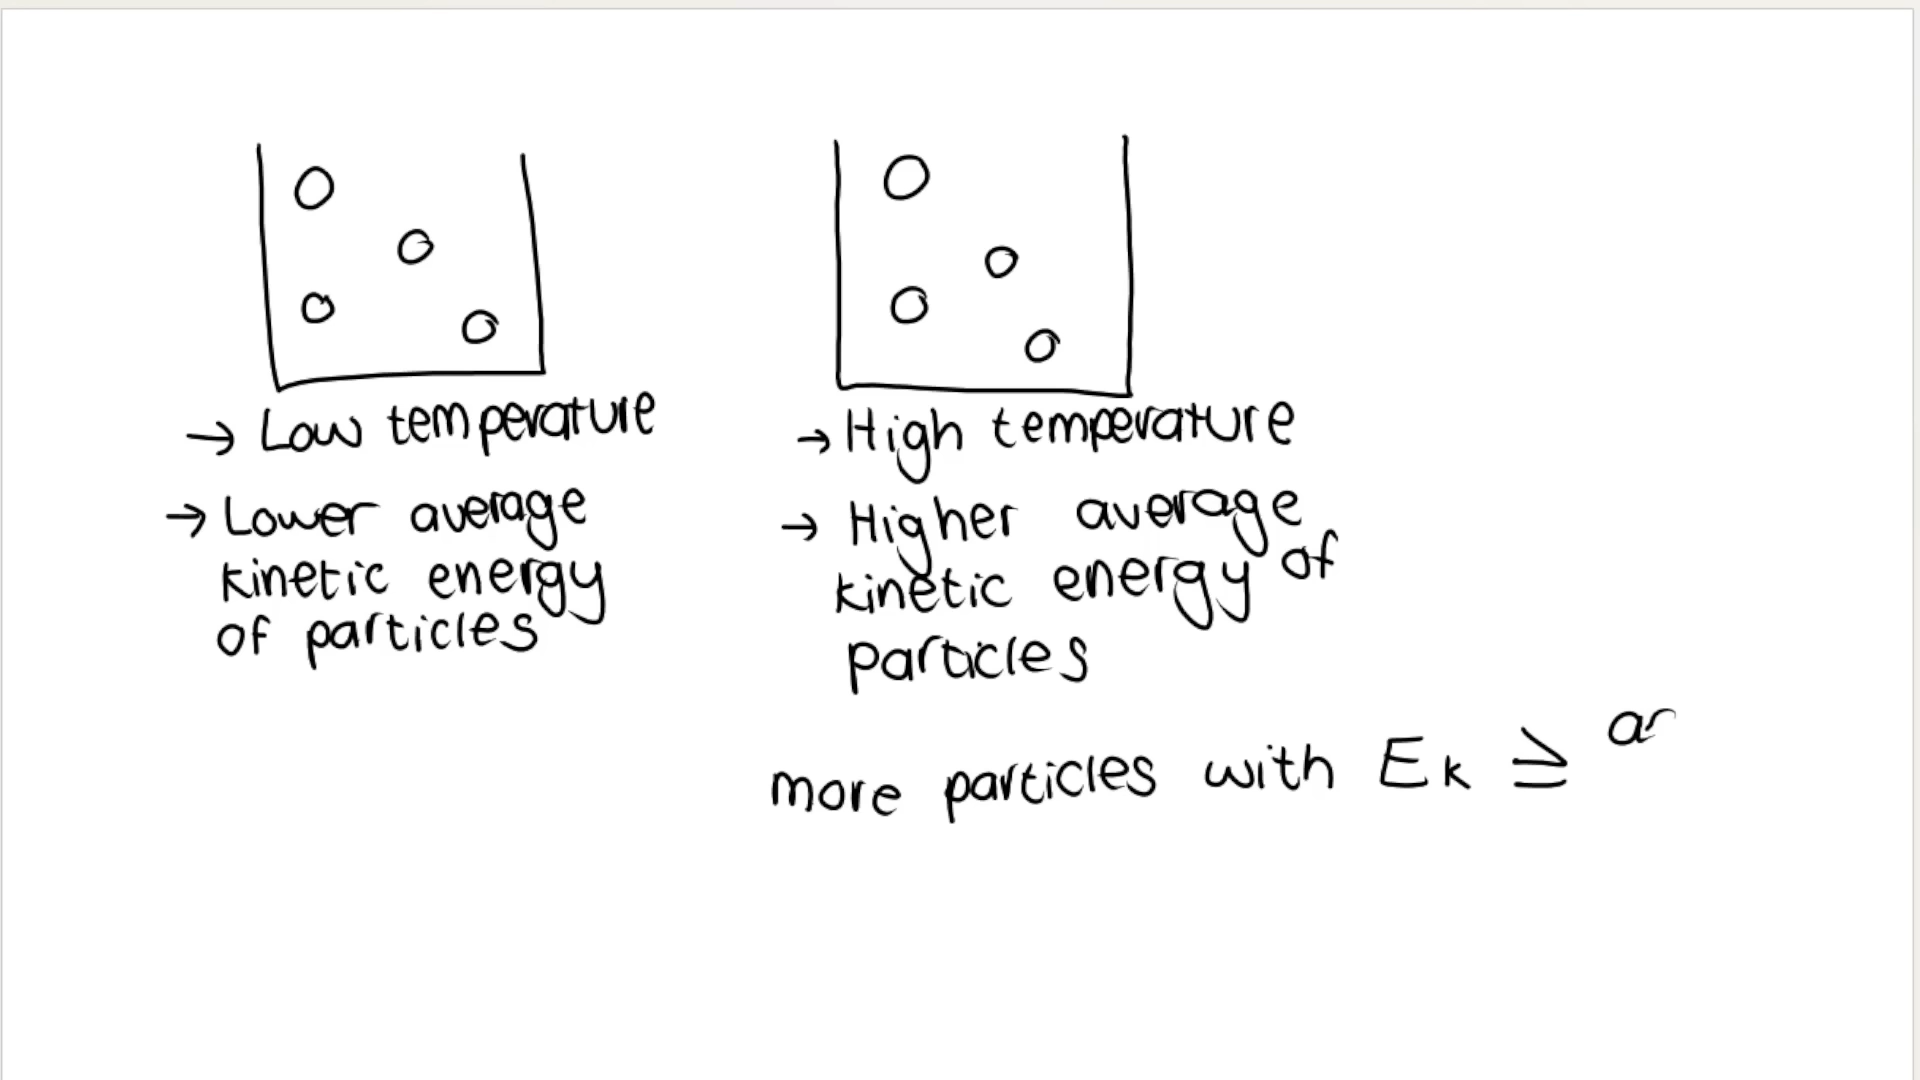 → Low temperature
→ Lower average
kinetic energy
of particles
→ High temperature
→ Higher average
kinetic energy of
particles
more particles with Ek ≥